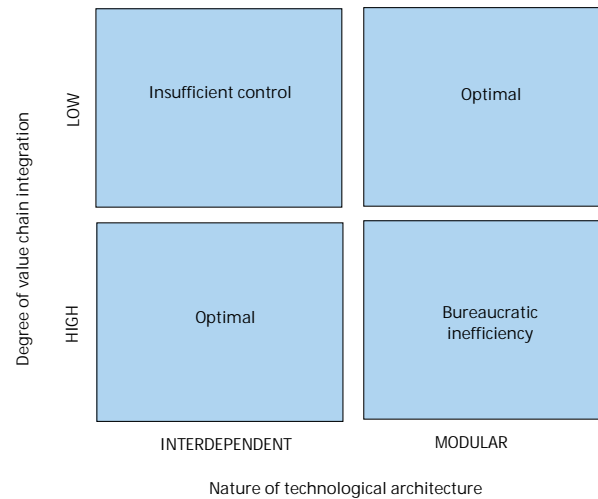 Degree of value chain integration
LOW
Insufficient control
Optimal
HIGH
Optimal
Bureaucratic
inefficiency
INTERDEPENDENT
MODULAR
Nature of technological architecture